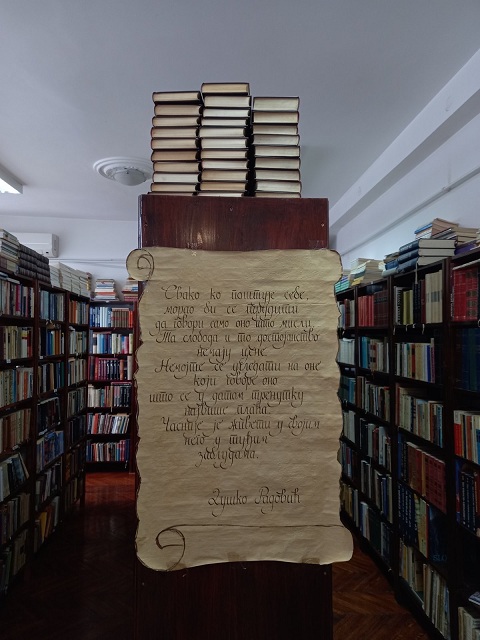 Свако ко поштује себе,
морао би се потрудити
да говори само оно што мисли.
Та слобода и то достојанство
немају цене.
Немојте се угледати на оне
који говоре оно
што се у датом тренутку
највише плаћа.
Часније је живети у својим
него у туђим
заблудама.
Душко Радовић